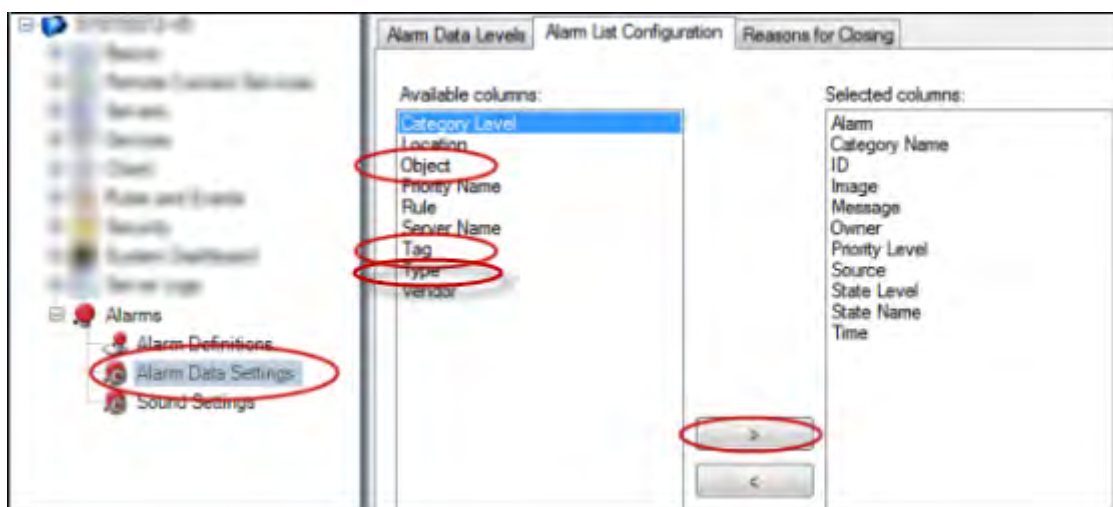 Alarms
Alarm Definitions
Alarm Data Settings
Sound Settings
Alarm Data Levels
Alarm List Configuration
Reasons for Closing
Available columns:
Category Level
Location
Object
Priority Name
Rule
Server Name
Tag
Type
Vendor
>
<
Selected columns:
Alarm
Category Name
ID
Image
Message
Owner
Priority Level
Source
State Level
State Name
Time